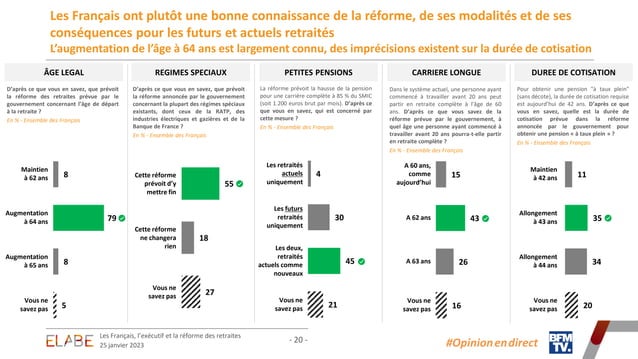 Les Français ont plutôt une bonne connaissance de la réforme, de ses modalités et de ses
conséquences pour les futurs et actuels retraités
L'augmentation de l'âge à 64 ans est largement connu, des imprécisions existent sur la durée de cotisation
ÂGE LEGAL
D'après ce que vous en savez, que prévoit
la réforme des retraites prévue par le
gouvernement concernant l'âge de départ
à la retraite ?
En % - Ensemble des Français
Maintien
à 62 ans
8
Augmentation
à 64 ans
79
Augmentation
à 65 ans
8
Vous ne
savez pas
5
REGIMES SPECIAUX
D'après ce que vous en savez, que prévoit
la réforme annoncée par le gouvernement
concernant la plupart des régimes spéciaux
existants, dont ceux de la RATP, des
industries électriques et gazières et de la
Banque de France ?
En % - Ensemble des Français
Cette réforme
prévoit d'y
mettre fin
55
Cette réforme
ne changera
rien
18
Vous ne
savez pas
27
PETITES PENSIONS
La réforme prévoit la hausse de la pension
pour une carrière complète à 85 % du SMIC
(soit 1 200 euros brut par mois). D'après ce
que vous en savez, qui est concerné par
cette mesure ?
En % - Ensemble des Français
Les retraités
actuels
uniquement
4
Les futurs
retraités
uniquement
30
Les deux,
retraités
actuels comme
nouveaux
45
Vous ne
savez pas
21
CARRIERE LONGUE
Dans le système actuel, une personne ayant
commencé à travailler avant 20 ans peut
partir en retraite complète à l'âge de 60
ans. D'après ce que vous savez de la
réforme prévue par le gouvernement, à
quel âge une personne ayant commencé à
travailler avant 20 ans pourra-t-elle partir
en retraite complète ?
En % - Ensemble des Français
A 60 ans,
comme
aujourd'hui
15
A 62 ans
43
A 63 ans
26
Vous ne
savez pas
16
DUREE DE COTISATION
Pour obtenir une pension "à taux plein"
(sans décote), la durée de cotisation requise
est aujourd'hui de 42 ans. D'après ce que
vous en savez, quelle est la durée de
cotisation prévue dans la réforme
annoncée par le gouvernement pour
obtenir une pension « à taux plein » ?
En % - Ensemble des Français
Maintien
à 42 ans
11
Allongement
à 43 ans
35
Allongement
à 44 ans
34
Vous ne
savez pas
20
ELABE
Les Français, l'exécutif et la réforme des retraites
25 janvier 2023
- 20 -
#Opinion en direct
BFM
TV.